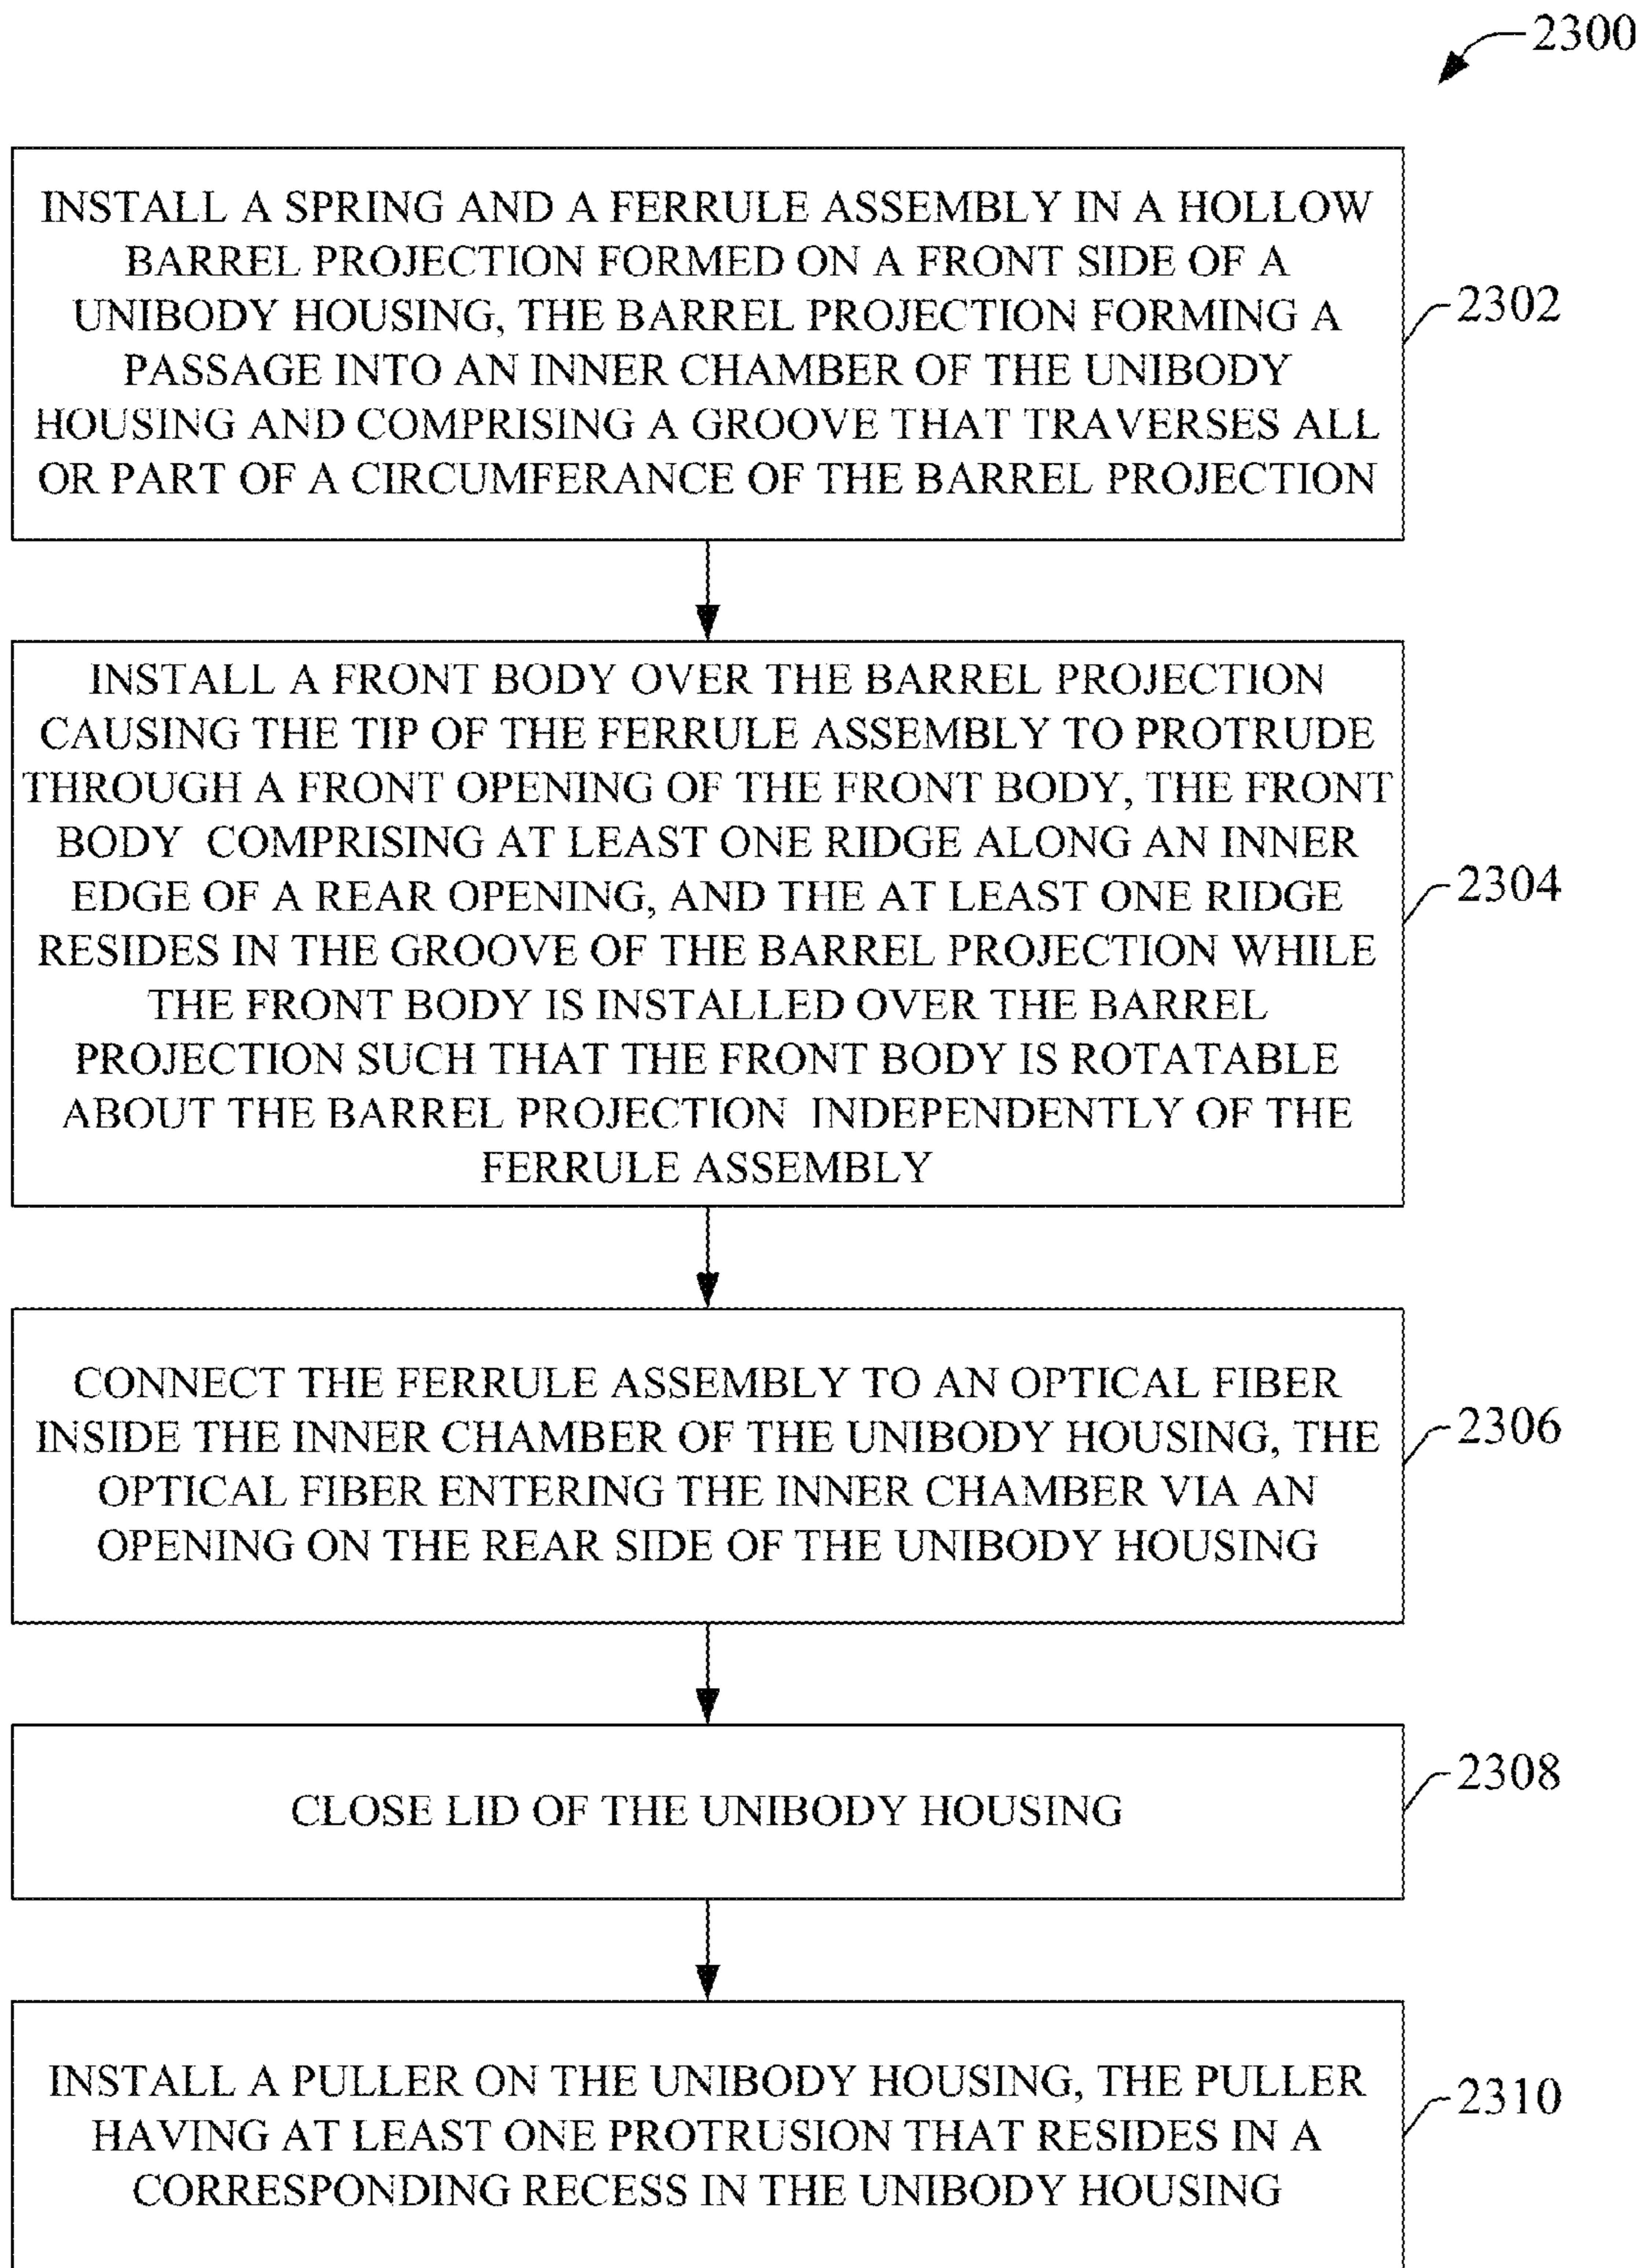 2300
INSTALL A SPRING AND A FERRULE ASSEMBLY IN A HOLLOW
BARREL PROJECTION FORMED ON A FRONT SIDE OF A
UNIBODY HOUSING, THE BARREL PROJECTION FORMING A
PASSAGE INTO AN INNER CHAMBER OF THE UNIBODY
HOUSING AND COMPRISING A GROOVE THAT TRAVERSES ALL
OR PART OF A CIRCUMFERANCE OF THE BARREL PROJECTION
2302
INSTALL A FRONT BODY OVER THE BARREL PROJECTION
CAUSING THE TIP OF THE FERRULE ASSEMBLY TO PROTRUDE
THROUGH A FRONT OPENING OF THE FRONT BODY, THE FRONT
BODY COMPRISING AT LEAST ONE RIDGE ALONG AN INNER
EDGE OF A REAR OPENING, AND THE AT LEAST ONE RIDGE
RESIDES IN THE GROOVE OF THE BARREL PROJECTION WHILE
THE FRONT BODY IS INSTALLED OVER THE BARREL
PROJECTION SUCH THAT THE FRONT BODY IS ROTATABLE
ABOUT THE BARREL PROJECTION INDEPENDENTLY OF THE
FERRULE ASSEMBLY
2304
CONNECT THE FERRULE ASSEMBLY TO AN OPTICAL FIBER
INSIDE THE INNER CHAMBER OF THE UNIBODY HOUSING, THE
OPTICAL FIBER ENTERING THE INNER CHAMBER VIA AN
OPENING ON THE REAR SIDE OF THE UNIBODY HOUSING
2306
CLOSE LID OF THE UNIBODY HOUSING
2308
INSTALL A PULLER ON THE UNIBODY HOUSING, THE PULLER
HAVING AT LEAST ONE PROTRUSION THAT RESIDES IN A
CORRESPONDING RECESS IN THE UNIBODY HOUSING
2310